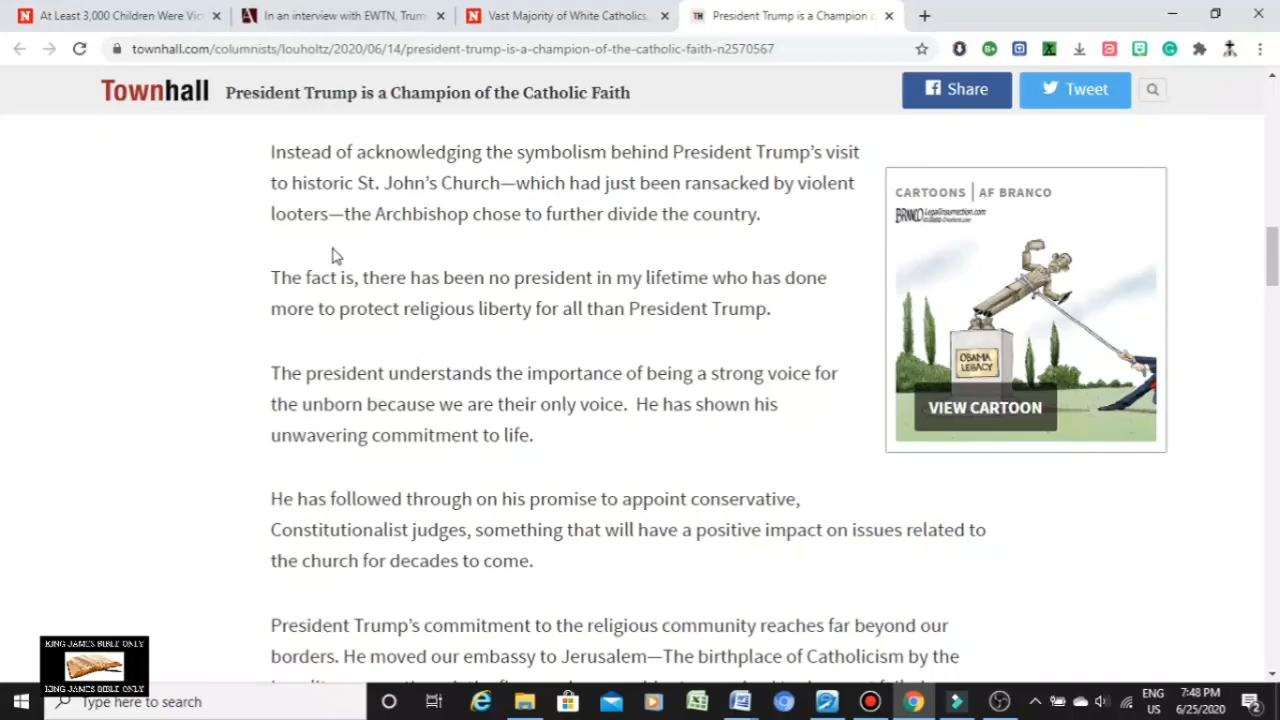 At Least 3,000 Children Were Vic
In an interview with EWTN, Trum
Vast Majority of White Catholics
President Trump is a Champion o
townhall.com/columnists/louholtz/2020/06/14/president-trump-is-a-champion-of-the-catholic-faith-n2570567
Townhall
President Trump is a Champion of the Catholic Faith
Share
Tweet
Instead of acknowledging the symbolism behind President Trump's visit
to historic St. John's Church—which had just been ransacked by violent
looters—the Archbishop chose to further divide the country.
The fact is, there has been no president in my lifetime who has done
more to protect religious liberty for all than President Trump.
The president understands the importance of being a strong voice for
the unborn because we are their only voice.  He has shown his
unwavering commitment to life.
He has followed through on his promise to appoint conservative,
Constitutionalist judges, something that will have a positive impact on issues related to
the church for decades to come.
President Trump's commitment to the religious community reaches far beyond our
borders. He moved our embassy to Jerusalem—The birthplace of Catholicism by the
CARTOONS | AF BRANCO
BRANCO
LegalInsurrection.com
OBAMA
LEGACY
VIEW CARTOON
KING JAMES BIBLE ONLY
KING JAMES BIBLE ONLY
Type here to search
ENG
US
7:48 PM
6/25/2020
2